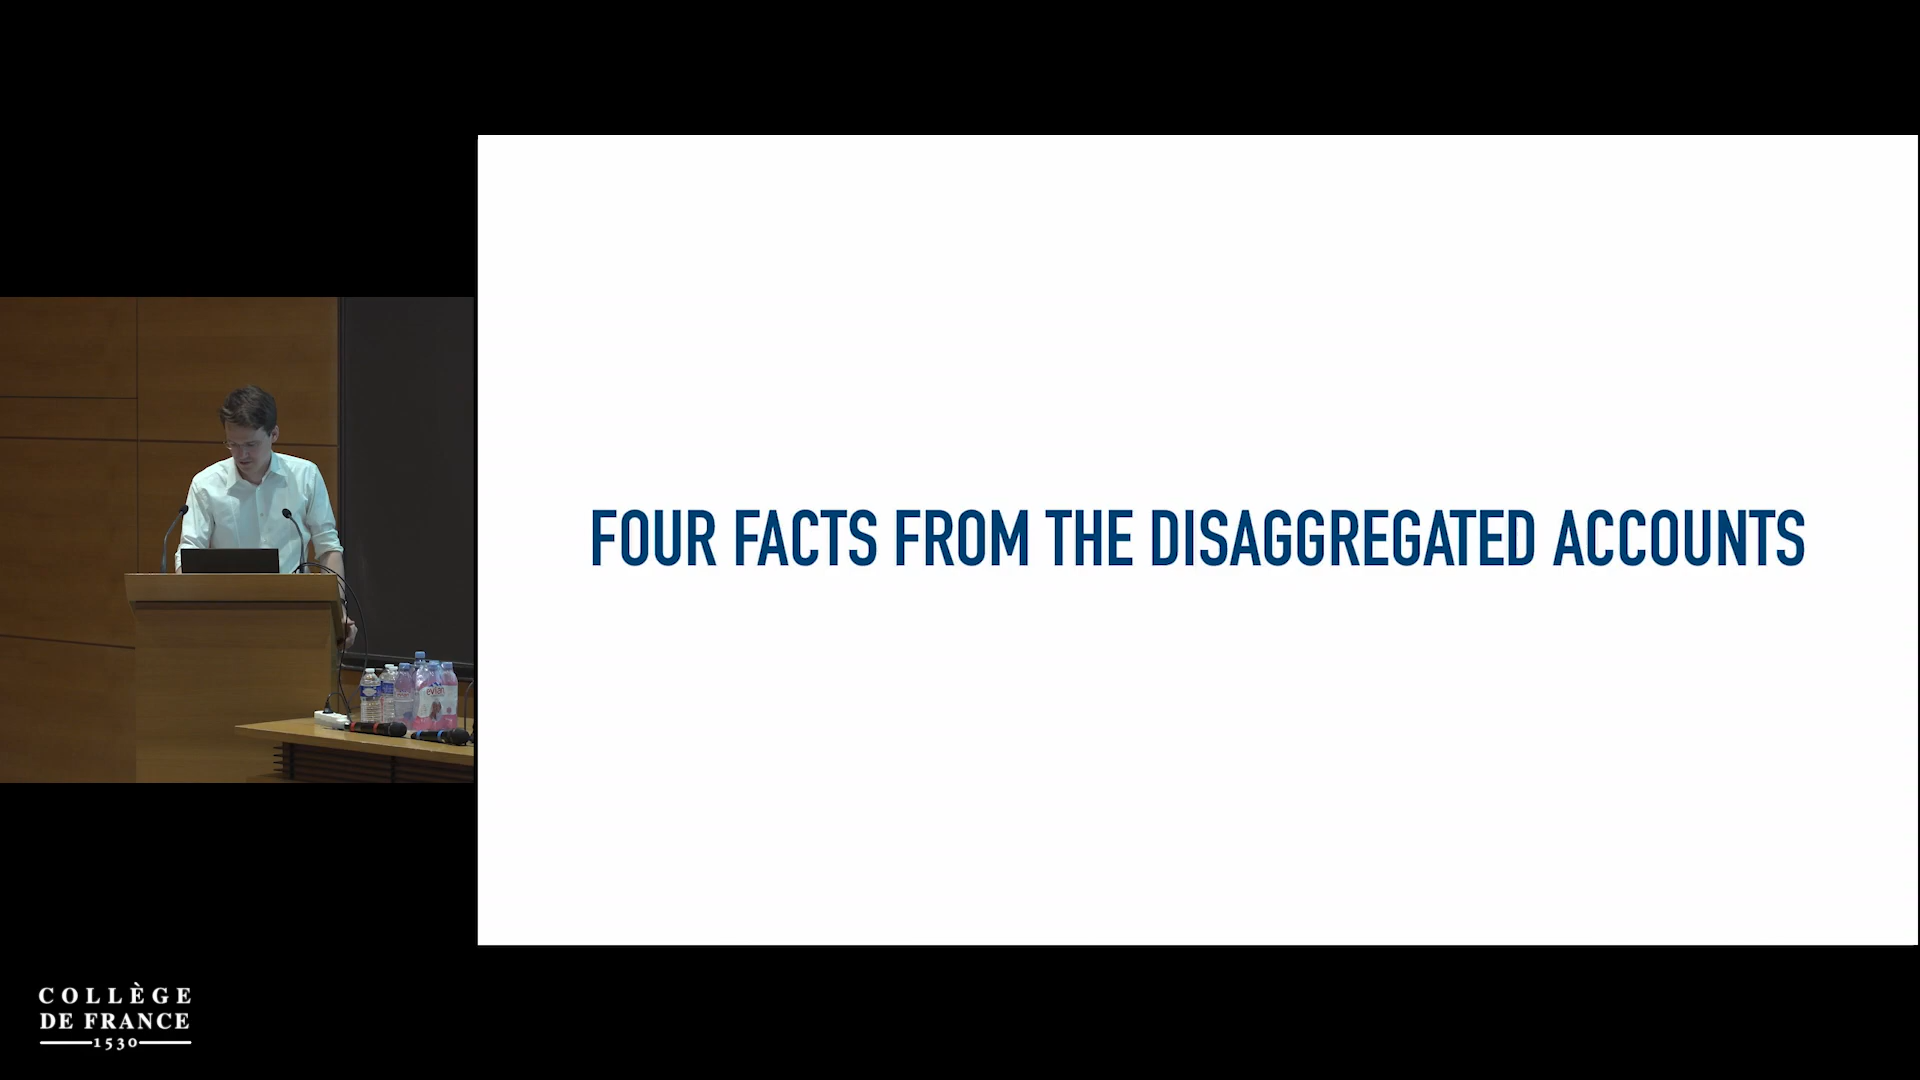 FOUR FACTS FROM THE DISAGGREGATED ACCOUNTS
evian
COLLÈGE
DE FRANCE
1530